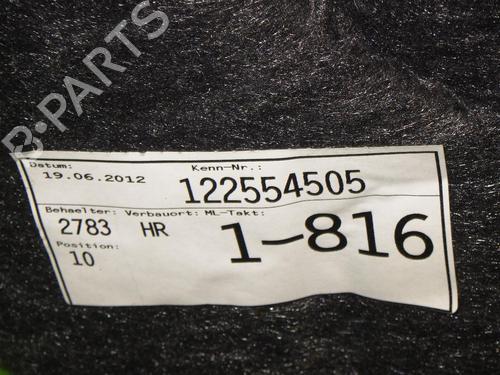 B-PARTS
Datum: Kenn-Nr.:
19.06.2012 122554505
Behaelter: Verbauort: ML-Takt:
2783 HR 1-816
Position:
10